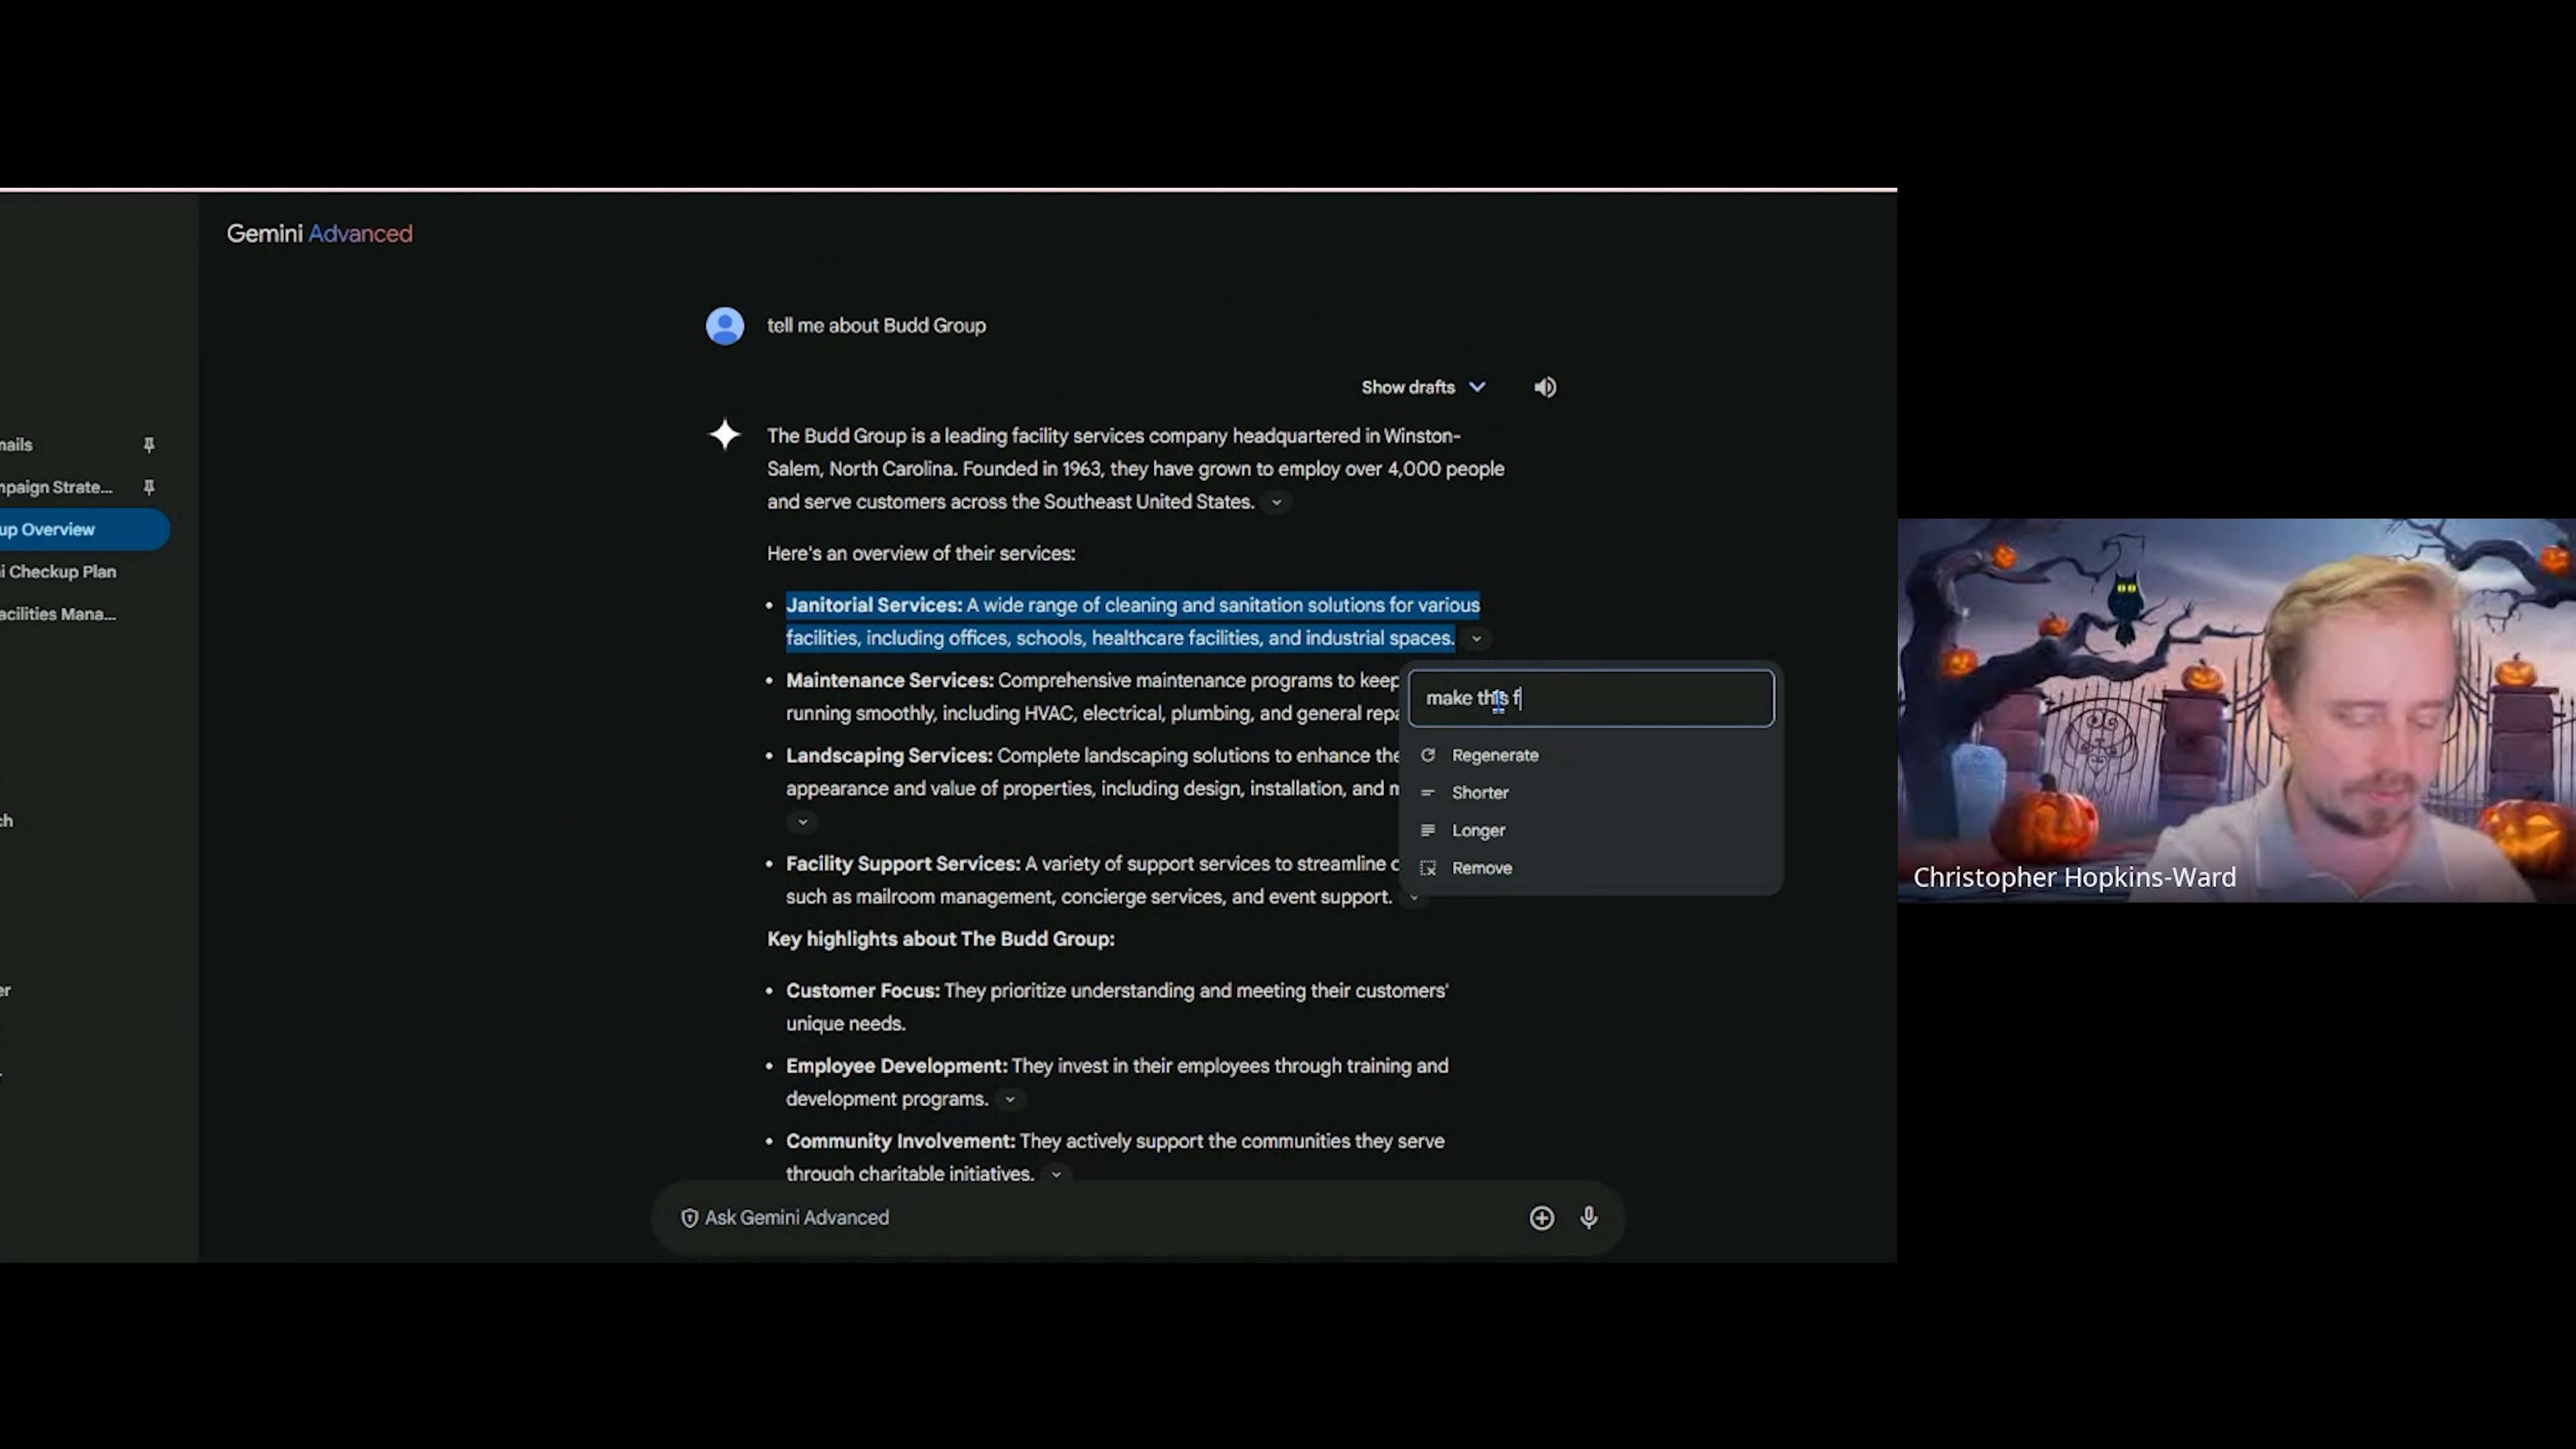 Gemini Advanced
tell me about Budd Group
Show drafts
The Budd Group is a leading facility services company headquartered in Winston-
Salem, North Carolina. Founded in 1963, they have grown to employ over 4,000 people
and serve customers across the Southeast United States.
Here's an overview of their services:
• Janitorial Services: A wide range of cleaning and sanitation solutions for various
facilities, including offices, schools, healthcare facilities, and industrial spaces.
• Maintenance Services: Comprehensive maintenance programs to keep
running smoothly, including HVAC, electrical, plumbing, and general repa
• Landscaping Services: Complete landscaping solutions to enhance the
appearance and value of properties, including design, installation, and m
• Facility Support Services: A variety of support services to streamline o
such as mailroom management, concierge services, and event support.
Key highlights about The Budd Group:
• Customer Focus: They prioritize understanding and meeting their customers'
unique needs.
• Employee Development: They invest in their employees through training and
development programs.
• Community Involvement: They actively support the communities they serve
through charitable initiatives.
Ask Gemini Advanced
make this f
Regenerate
Shorter
Longer
Remove
nails
npaign Strate...
up Overview
i Checkup Plan
acilities Mana...
ch
er
Christopher Hopkins-Ward